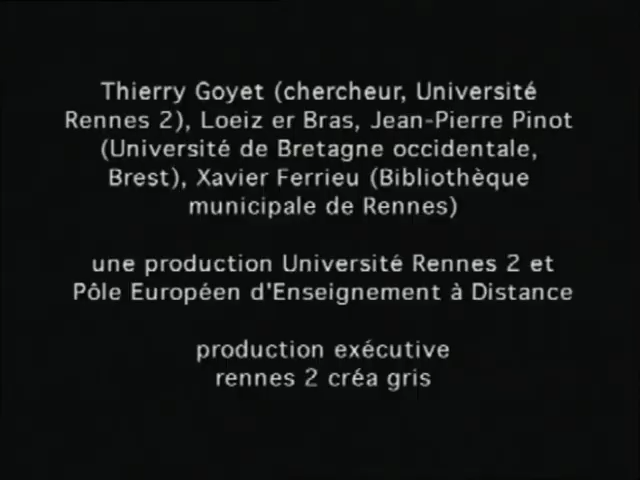 Thierry Goyet (chercheur, Université
Rennes 2), Loeiz er Bras, Jean-Pierre Pinot
(Université de Bretagne occidentale,
Brest), Xavier Ferrieu (Bibliothèque
municipale de Rennes)
une production Université Rennes 2 et
Pôle Européen d'Enseignement à Distance
production exécutive
rennes 2 créa gris